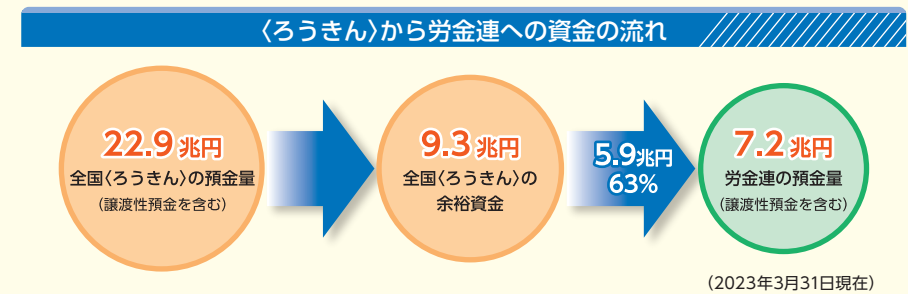 〈ろうきん〉から労金連への資金の流れ
22.9兆円
全国〈ろうきん〉の預金量
(譲渡性預金を含む)
9.3兆円
全国〈ろうきん〉の
余裕資金
5.9兆円
63%
7.2兆円
労金連の預金量
(譲渡性預金を含む)
(2023年3月31日現在)